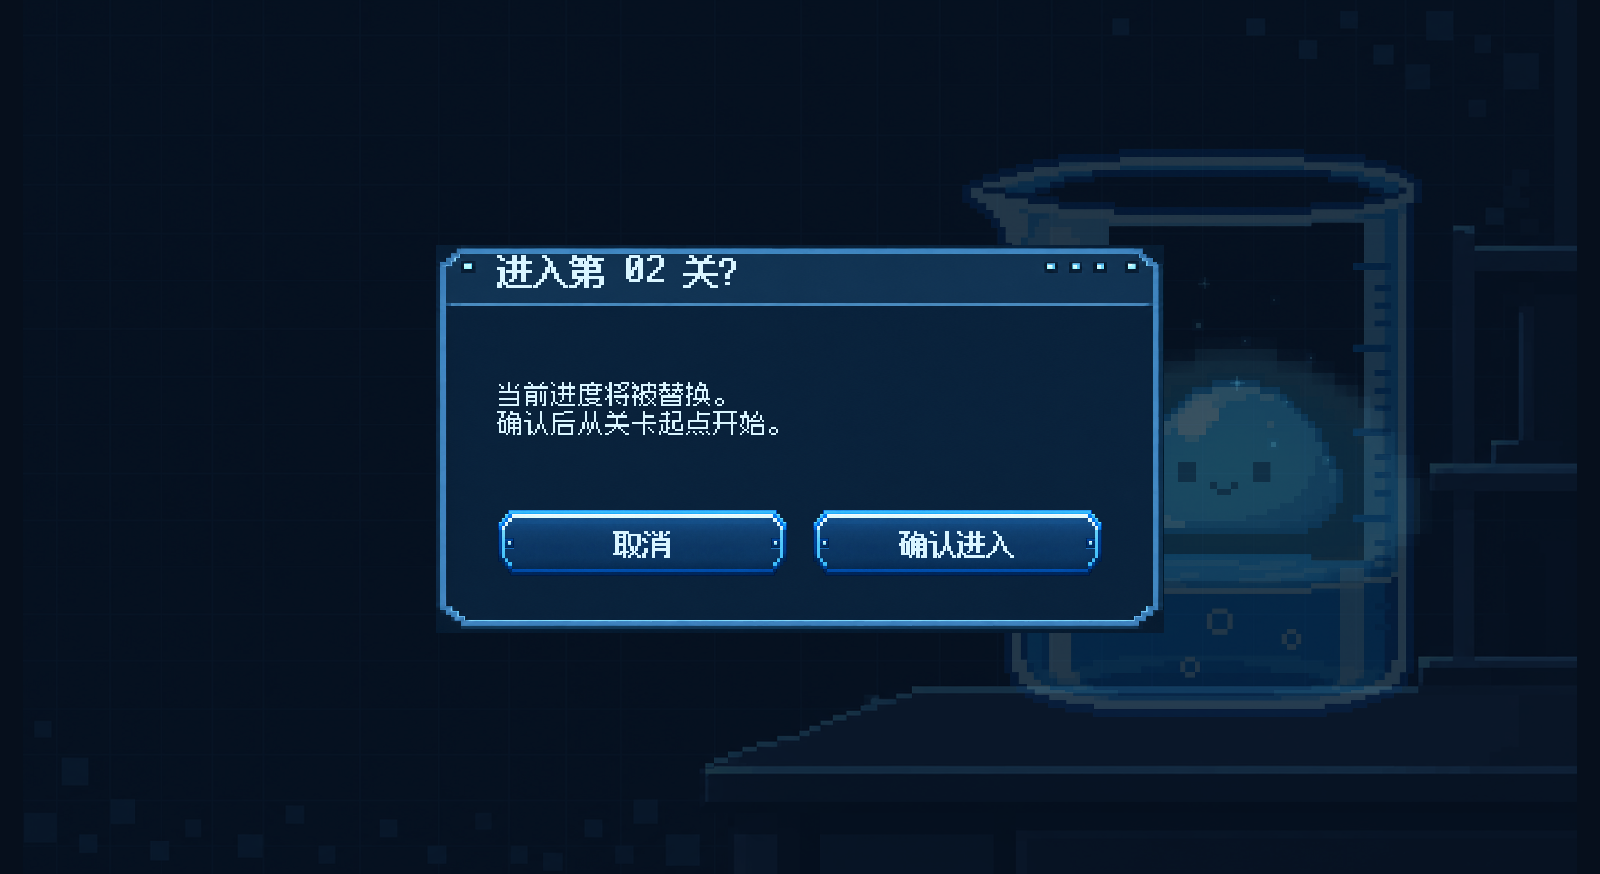 进入第 02 关?
当前进度将被替换。
确认后从关卡起点开始。
取消
确认进入